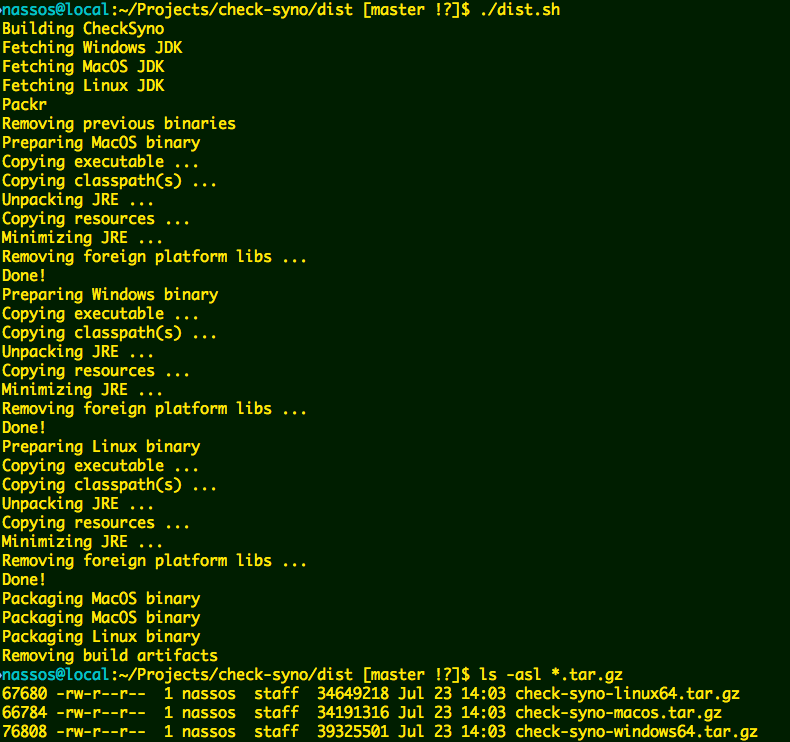 nassos@local:~/Projects/check-syno/dist [master !?]$ ./dist.sh
Building CheckSyno
Fetching Windows JDK
Fetching MacOS JDK
Fetching Linux JDK
Packr
Removing previous binaries
Preparing MacOS binary
Copying executable ...
Copying classpath(s) ...
Unpacking JRE ...
Copying resources ...
Minimizing JRE ...
Removing foreign platform libs ...
Done!
Preparing Windows binary
Copying executable ...
Copying classpath(s) ...
Unpacking JRE ...
Copying resources ...
Minimizing JRE ...
Removing foreign platform libs ...
Done!
Preparing Linux binary
Copying executable ...
Copying classpath(s) ...
Unpacking JRE ...
Copying resources ...
Minimizing JRE ...
Removing foreign platform libs ...
Done!
Packaging MacOS binary
Packaging MacOS binary
Packaging Linux binary
Removing build artifacts
nassos@local:~/Projects/check-syno/dist [master !?]$ ls -asl *.tar.gz
67680 -rw-r--r--  1 nassos  staff  34649218 Jul 23 14:03 check-syno-linux64.tar.gz
66784 -rw-r--r--  1 nassos  staff  34191316 Jul 23 14:03 check-syno-macos.tar.gz
76808 -rw-r--r--  1 nassos  staff  39325501 Jul 23 14:03 check-syno-windows64.tar.gz